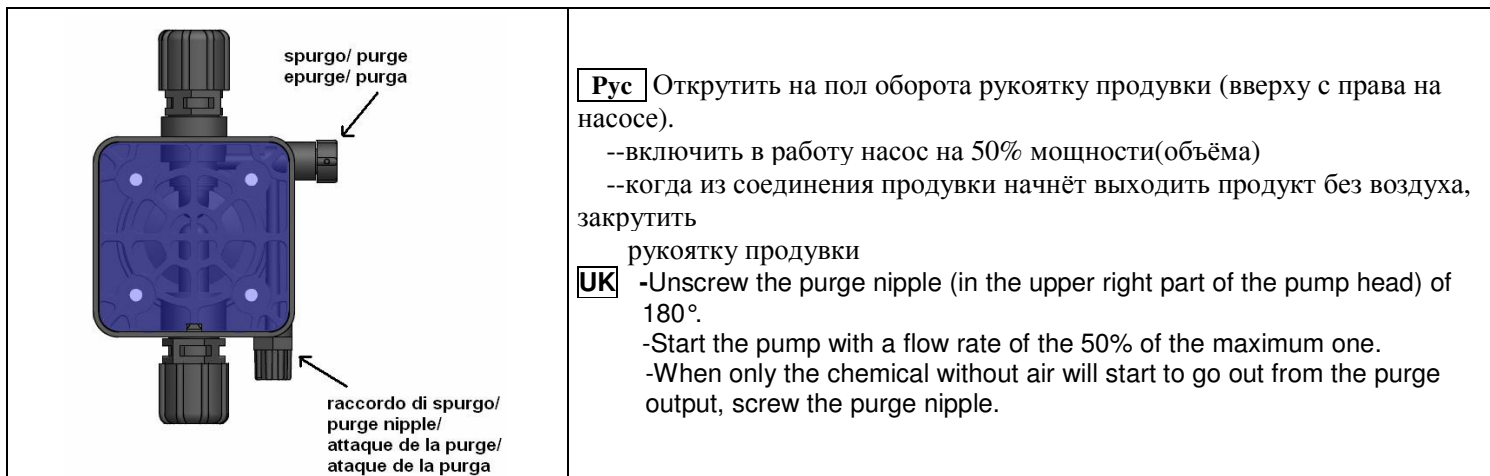 spurgo/ purge
epurge/ purga
raccordo di spurgo/
purge nipple/
attaque de la purge/
ataque de la purga
Рус Открутить на пол оборота рукоятку продувки (вверху с права на
насосе).
--включить в работу насос на 50% мощности(объёма)
--когда из соединения продувки начнёт выходить продукт без воздуха,
закрутить
рукоятку продувки
UK -Unscrew the purge nipple (in the upper right part of the pump head) of
180°.
-Start the pump with a flow rate of the 50% of the maximum one.
-When only the chemical without air will start to go out from the purge
output, screw the purge nipple.